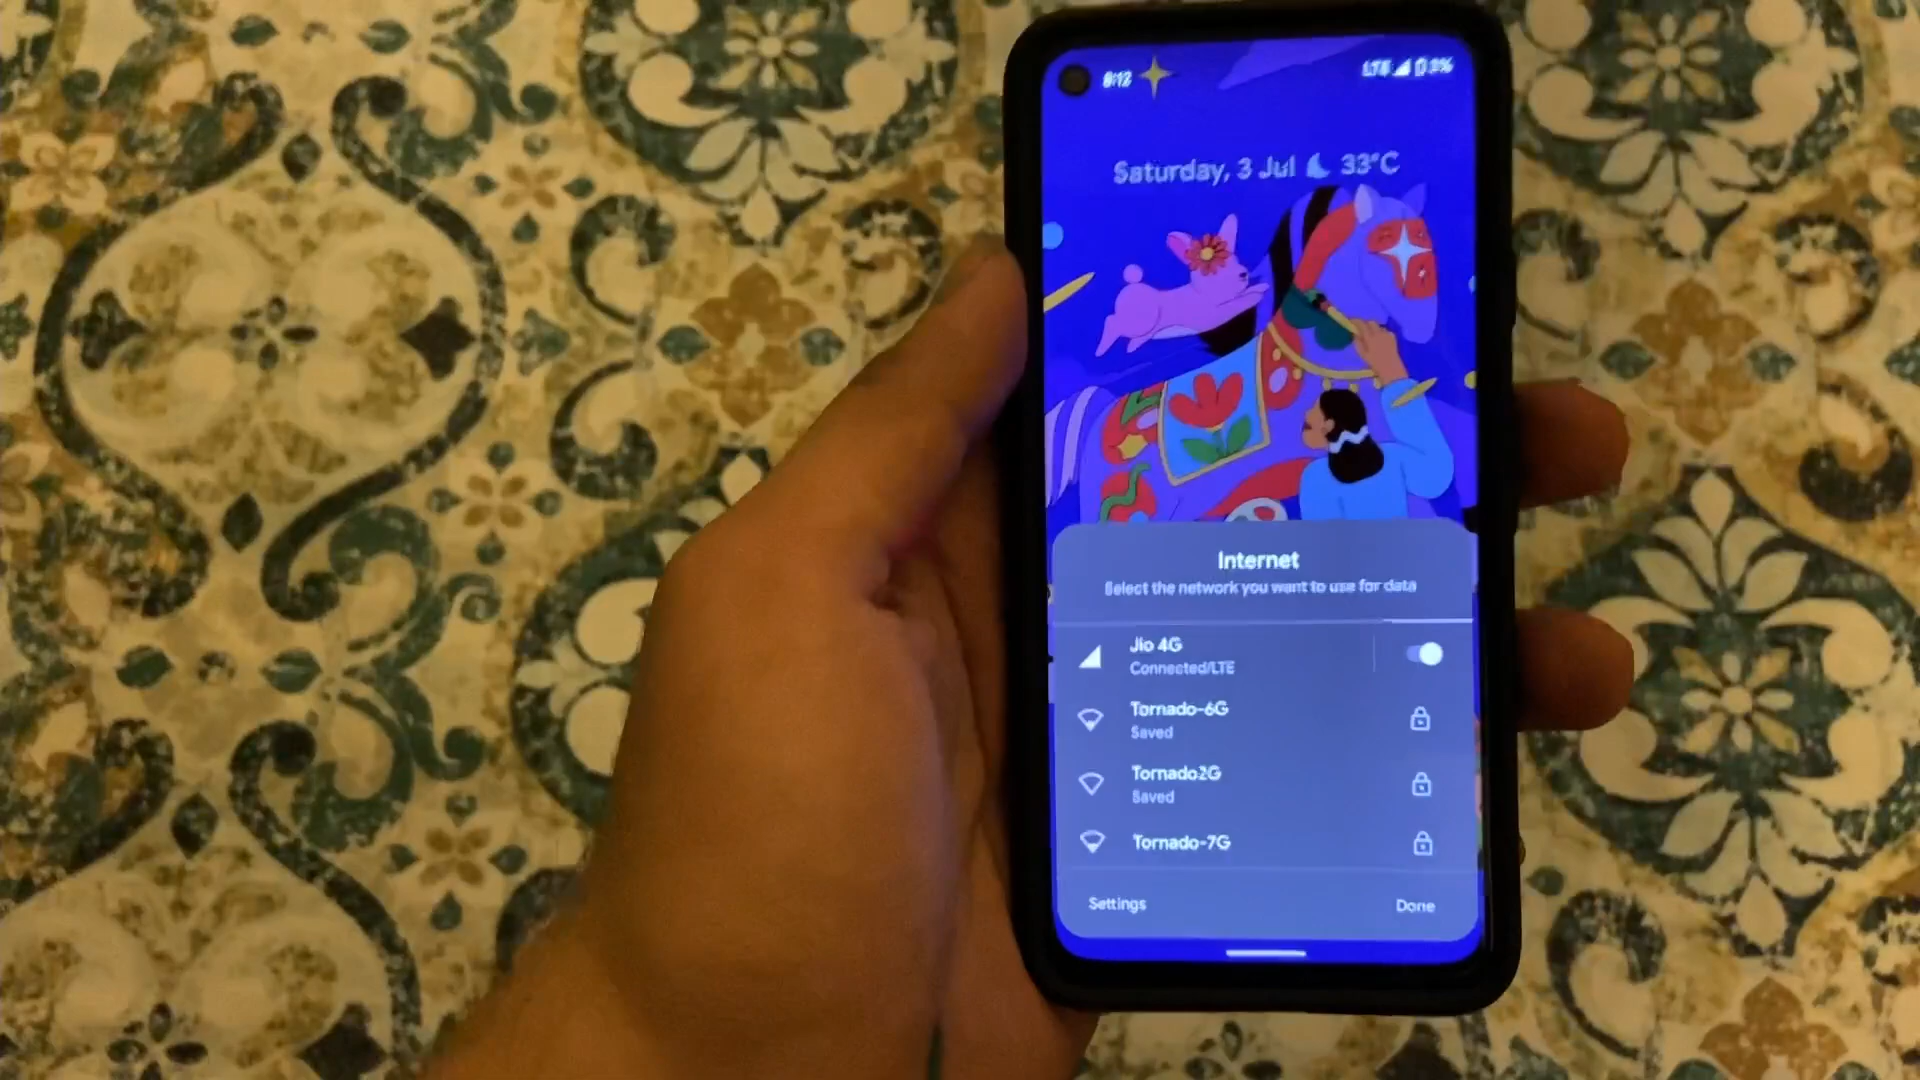 8:12
LTE 3%
Saturday, 3 Jul 33°C
Internet
Select the network you want to use for data
Jio 4G
Connected/LTE
Tornado-6G
Saved
Tornado2G
Saved
Tornado-7G
Settings
Done